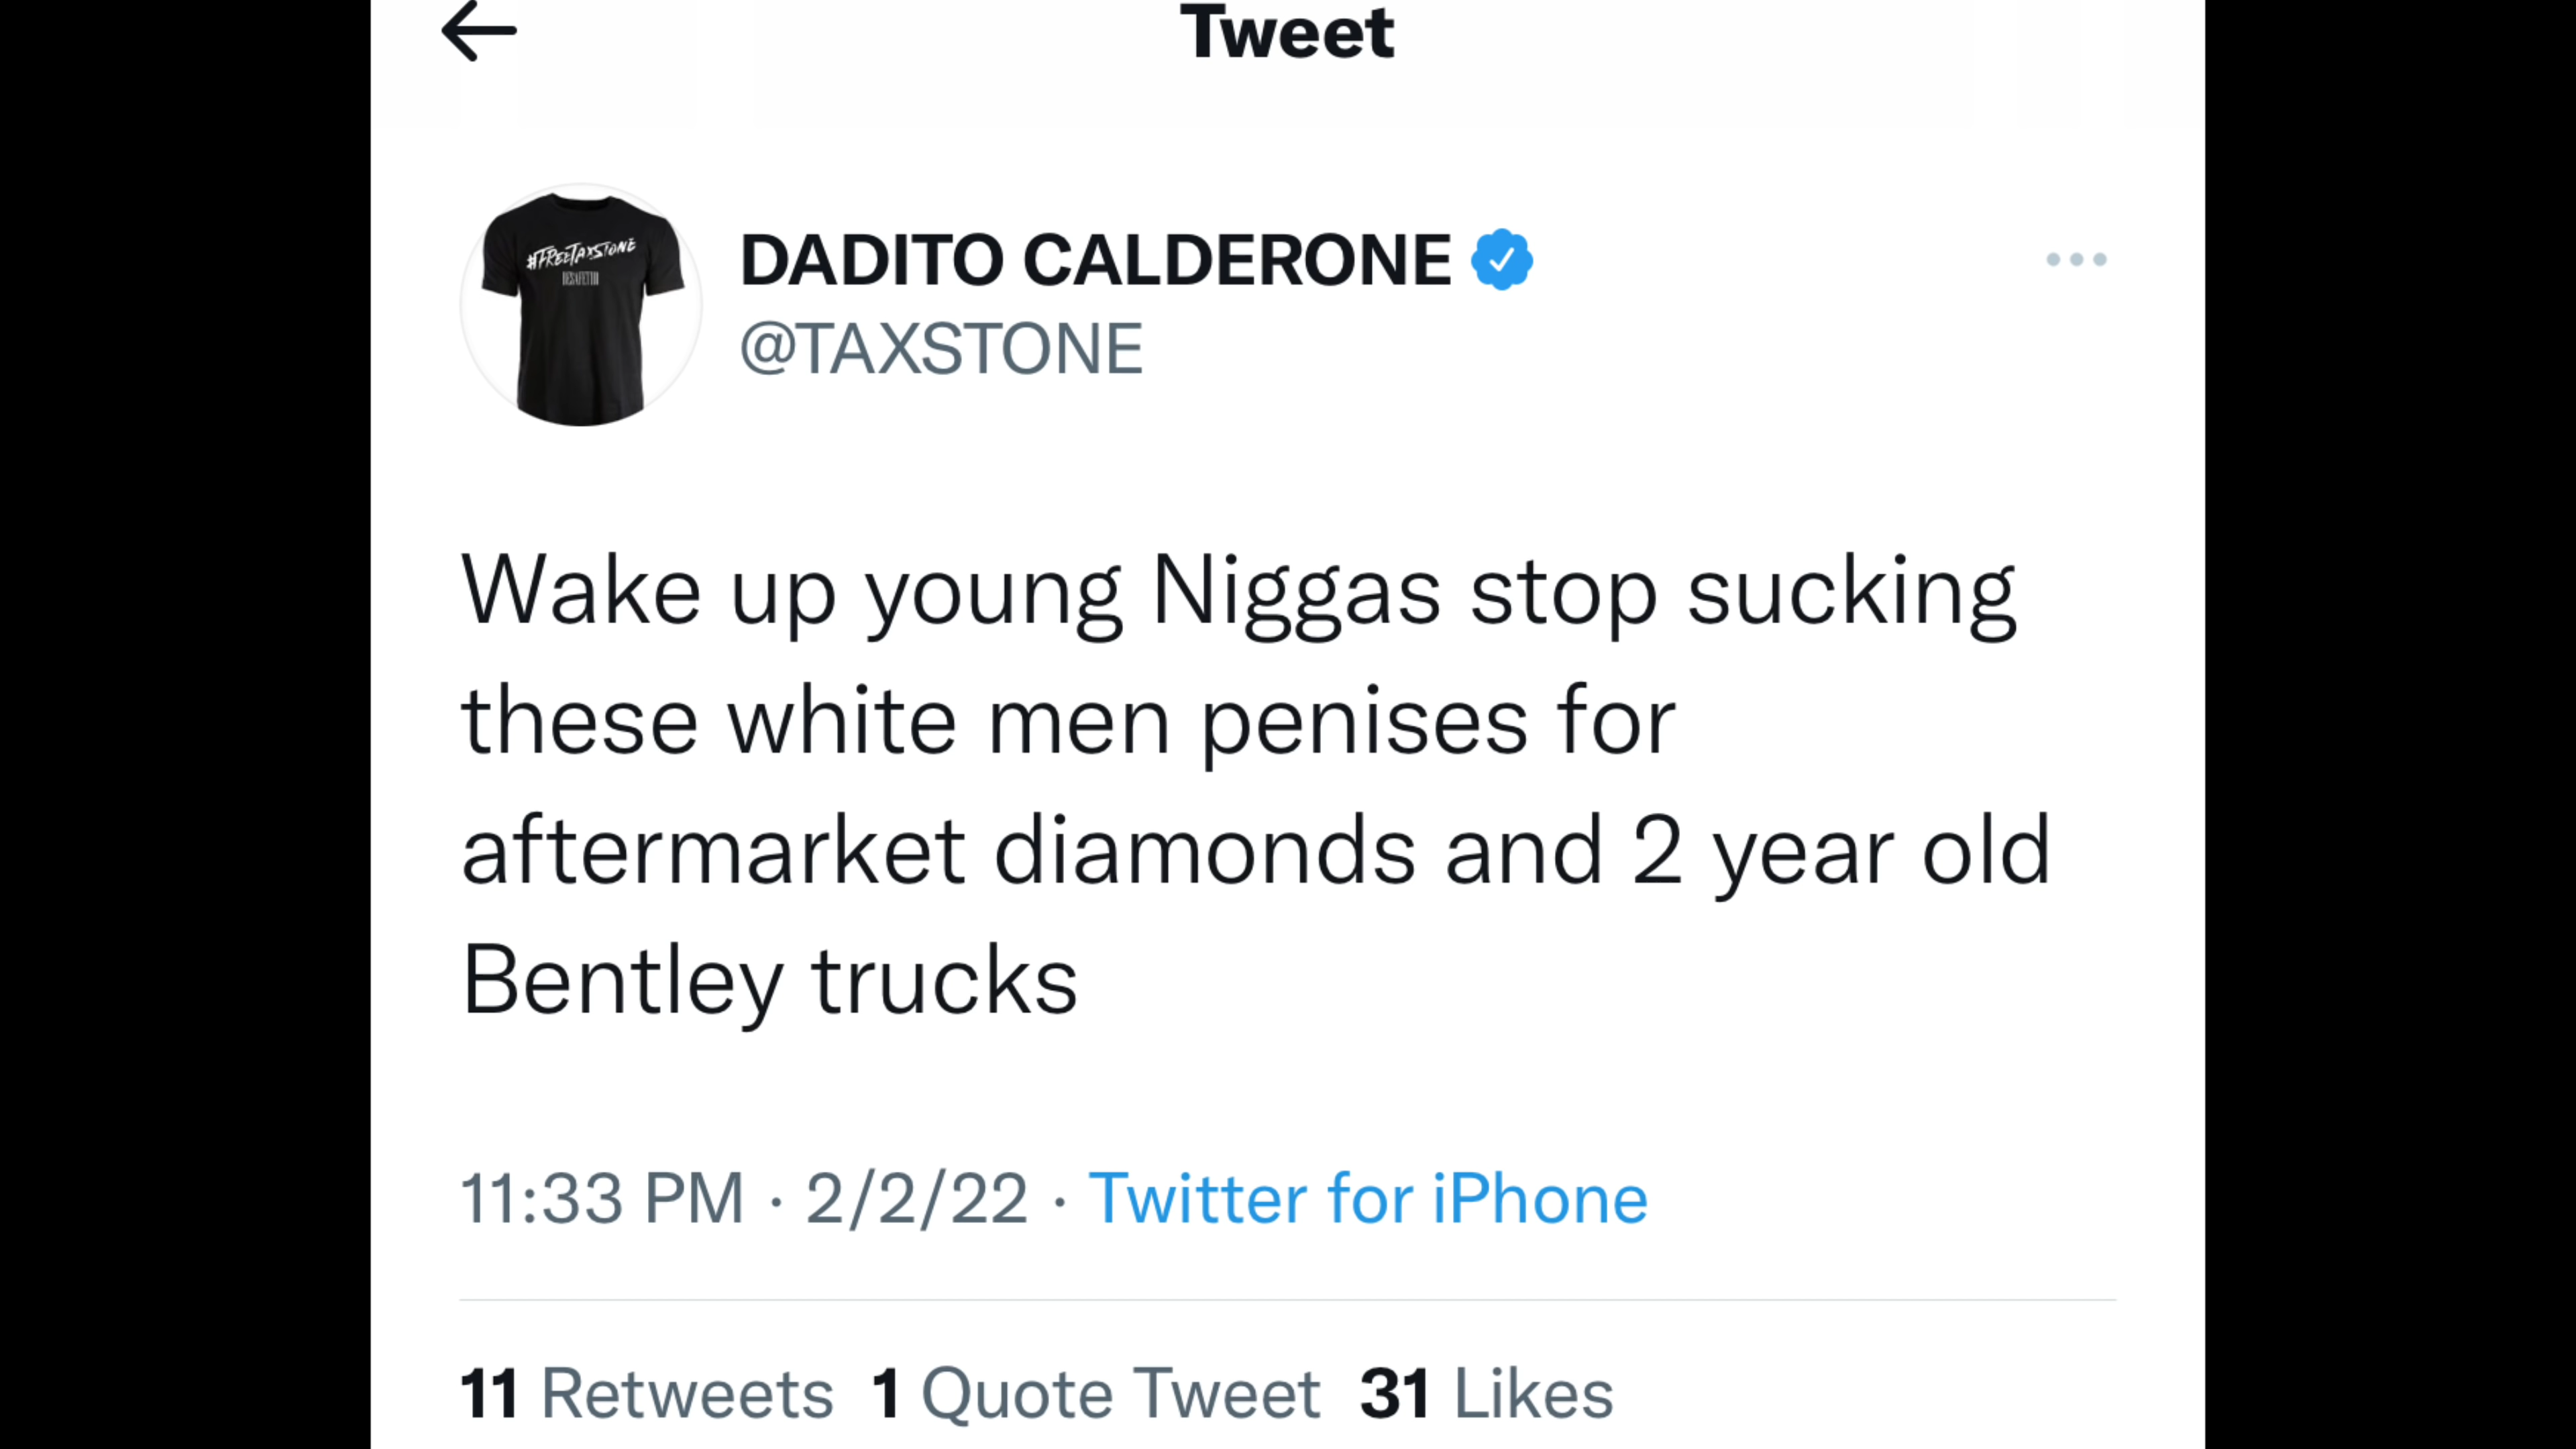 Tweet
#FREETAXSTONE
DADITO CALDERONE
@TAXSTONE
Wake up young Niggas stop sucking
these white men penises for
aftermarket diamonds and 2 year old
Bentley trucks
11:33 PM · 2/2/22 · Twitter for iPhone
11 Retweets 1 Quote Tweet 31 Likes